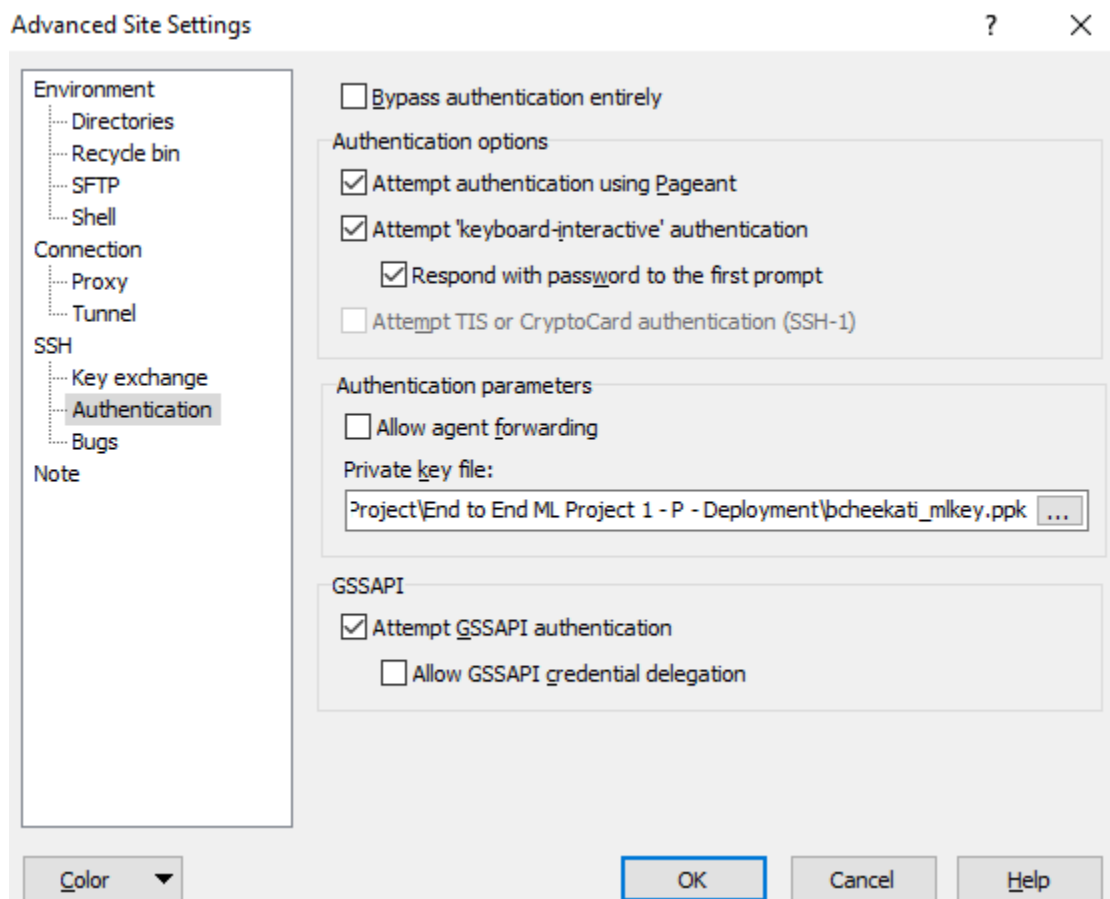 Advanced Site Settings
?
Environment
Directories
Recycle bin
SFTP
Shell
Connection
Proxy
Tunnel
SSH
Key exchange
Authentication
Bugs
Note
Bypass authentication entirely
Authentication options
Attempt authentication using Pageant
Attempt 'keyboard-interactive' authentication
Respond with password to the first prompt
Attempt TIS or CryptoCard authentication (SSH-1)
Authentication parameters
Allow agent forwarding
Private key file:
Project\End to End ML Project 1 - P - Deployment\bcheekati_mlkey.ppk
...
GSSAPI
Attempt GSSAPI authentication
Allow GSSAPI credential delegation
Color
OK
Cancel
Help